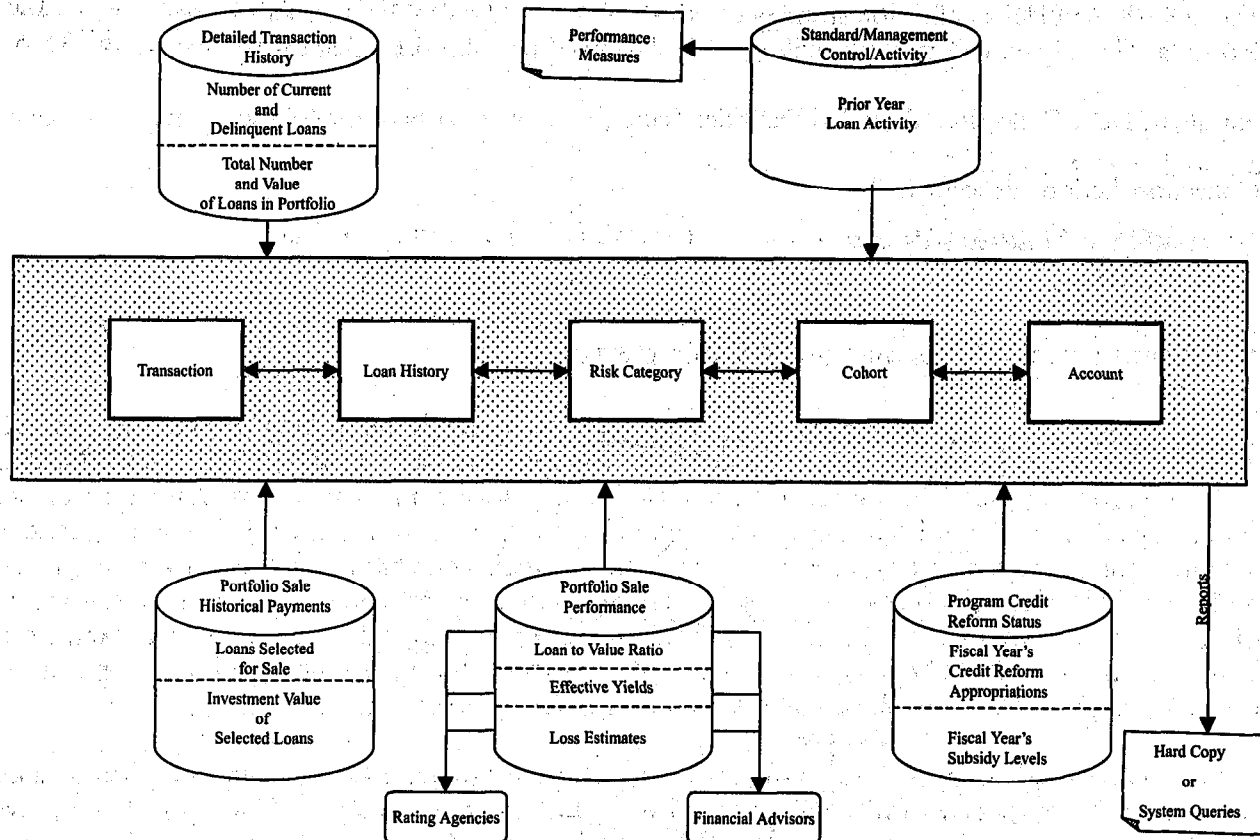 Detailed Transaction
History
Number of Current
and
Delinquent Loans
Total Number
and Value
of Loans in Portfolio
Performance
Measures
Standard/Management
Control/Activity
Prior Year
Loan Activity
Transaction
Loan History
Risk Category
Cohort
Account
Portfolio Sale
Historical Payments
Loans Selected
for Sale
Investment Value
of
Selected Loans
Portfolio Sale
Performance
Loan to Value Ratio
Effective Yields
Loss Estimates
Rating Agencies
Financial Advisors
Program Credit
Reform Status
Fiscal Year's
Credit Reform
Appropriations
Fiscal Year's
Subsidy Levels
Reports
Hard Copy
or
System Queries